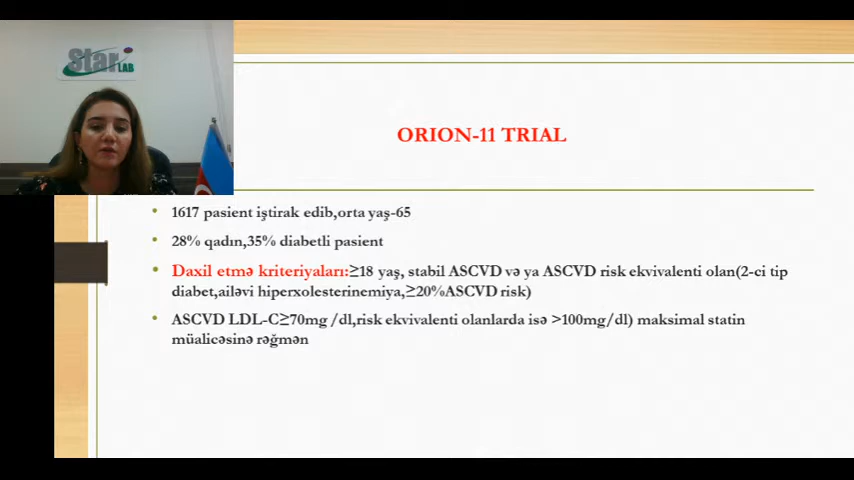 Star LAB
ORION-11 TRIAL
• 1617 pasient iştirak edib,orta yaş-65
• 28% qadın,35% diabetli pasient
• Daxil etmə kriteriyaları:≥18 yaş, stabil ASCVD və ya ASCVD risk ekvivalenti olan(2-ci tip
diabet,ailəvi hiperxolesterinemiya,≥20%ASCVD risk)
• ASCVD LDL-C≥70mg /dl,risk ekvivalenti olanlarda isə >100mg/dl) maksimal statin
müalicəsinə rəğmən